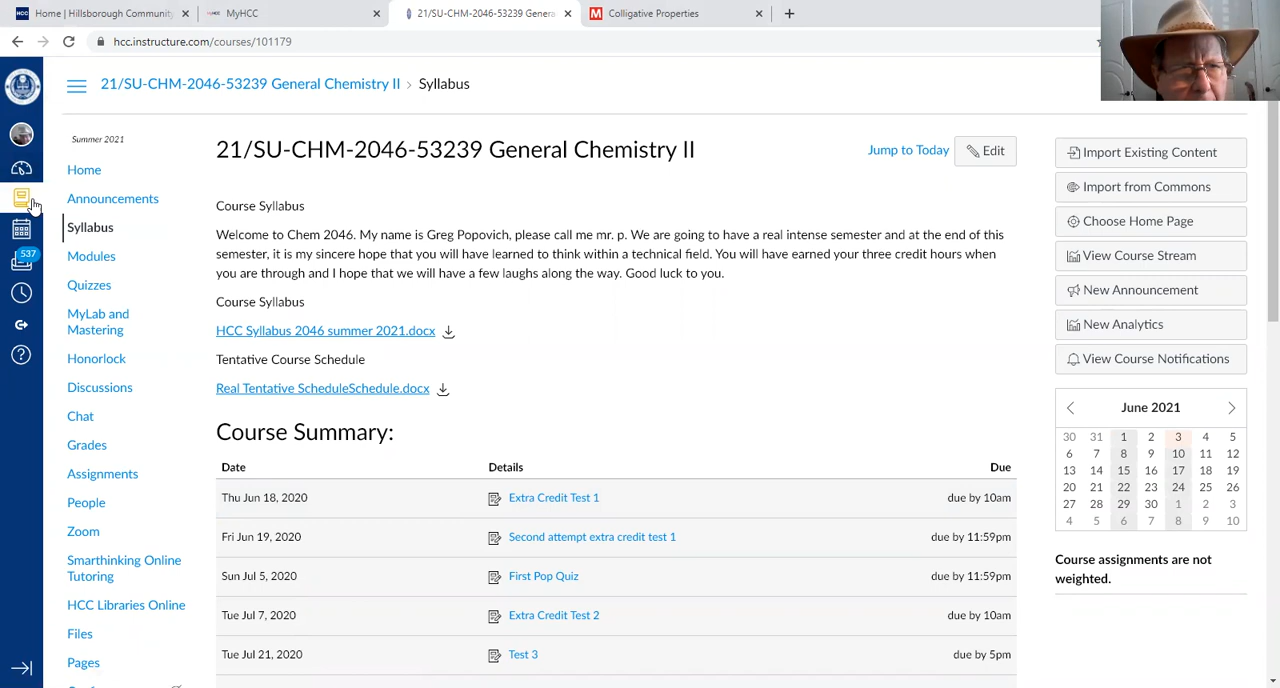 HCC Home | Hillsborough Community
MyHCC
21/SU-CHM-2046-53239 General
Colligative Properties
hcc.instructure.com/courses/101179
21/SU-CHM-2046-53239 General Chemistry II › Syllabus
Summer 2021
Home
Announcements
Syllabus
Modules
Quizzes
MyLab and
Mastering
Honorlock
Discussions
Chat
Grades
Assignments
People
Zoom
Smarthinking Online
Tutoring
HCC Libraries Online
Files
Pages
537
21/SU-CHM-2046-53239 General Chemistry II
Jump to Today
Edit
Course Syllabus
Welcome to Chem 2046. My name is Greg Popovich, please call me mr. p. We are going to have a real intense semester and at the end of this
semester, it is my sincere hope that you will have learned to think within a technical field. You will have earned your three credit hours when
you are through and I hope that we will have a few laughs along the way. Good luck to you.
Course Syllabus
HCC Syllabus 2046 summer 2021.docx
Tentative Course Schedule
Real Tentative ScheduleSchedule.docx
Course Summary:
Date Details Due
Thu Jun 18, 2020 Extra Credit Test 1 due by 10am
Fri Jun 19, 2020 Second attempt extra credit test 1 due by 11:59pm
Sun Jul 5, 2020 First Pop Quiz due by 11:59pm
Tue Jul 7, 2020 Extra Credit Test 2 due by 10am
Tue Jul 21, 2020 Test 3 due by 5pm
Import Existing Content
Import from Commons
Choose Home Page
View Course Stream
New Announcement
New Analytics
View Course Notifications
June 2021
30 31 1 2 3 4 5
6 7 8 9 10 11 12
13 14 15 16 17 18 19
20 21 22 23 24 25 26
27 28 29 30 1 2 3
4 5 6 7 8 9 10
Course assignments are not
weighted.